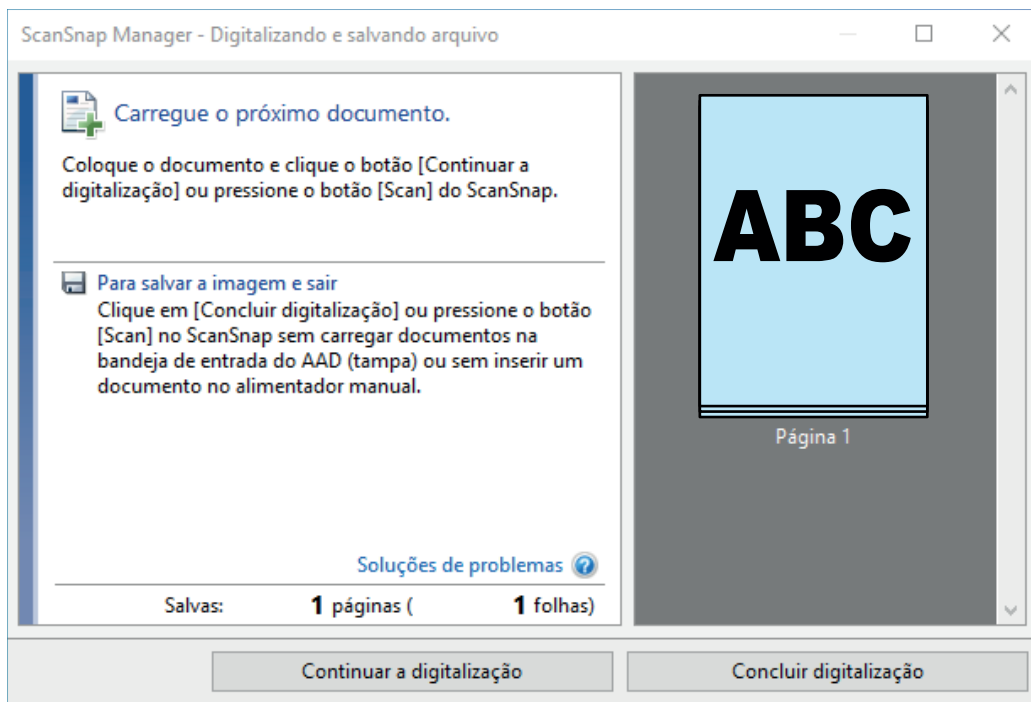 ScanSnap Manager - Digitalizando e salvando arquivo
Carregue o próximo documento.
Coloque o documento e clique o botão [Continuar a
digitalização] ou pressione o botão [Scan] do ScanSnap.
Para salvar a imagem e sair
Clique em [Concluir digitalização] ou pressione o botão
[Scan] no ScanSnap sem carregar documentos na
bandeja de entrada do AAD (tampa) ou sem inserir um
documento no alimentador manual.
Soluções de problemas
Salvas: 1 páginas ( 1 folhas)
ABC
Página 1
Continuar a digitalização
Concluir digitalização